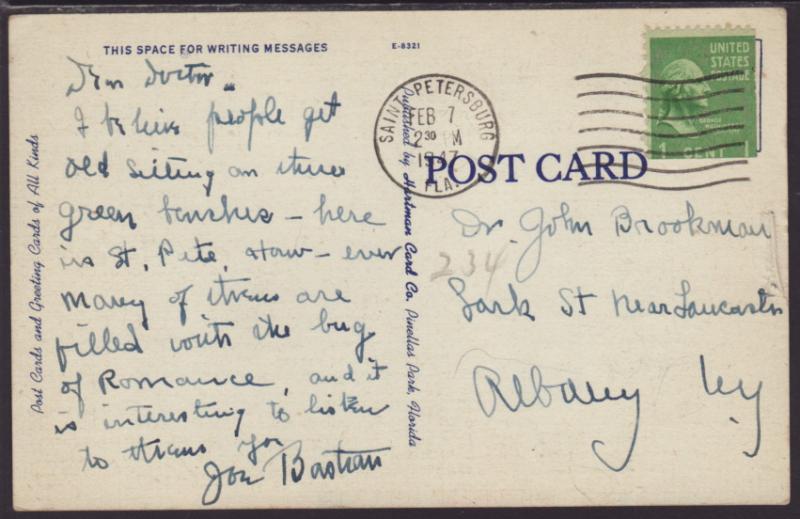 THIS SPACE FOR WRITING MESSAGES
E-8321
Dear Doctor..
I believe people get
old sitting on these
green benches – here
in St. Pete, How – ever
many of them are
filled with the bug
of Romance, and it
is interesting to listen
to them
Joe Bastian
Post Cards and Greeting Cards of All Kinds
Published by Hartman Card Co. Pinellas Park, Florida
SAINT PETERSBURG
FEB 7
2 30 PM
1947
FLA.
UNITED
STATES
POSTAGE
1 CENT 1
POST CARD
Dr. John Brookman
234
Lark St Near Lancaster
Albany NY